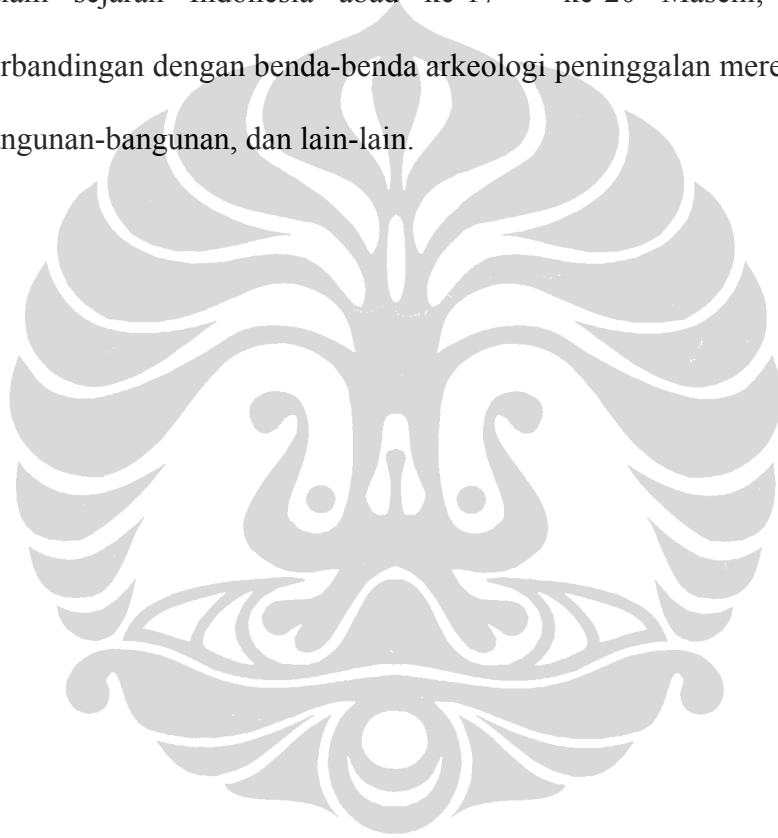 sejarah Indonesia abad ke-17 ke-20 Masehi,
rbandingan dengan benda-benda arkeologi peninggalan mere
ngunan-bangunan, dan lain-lain.